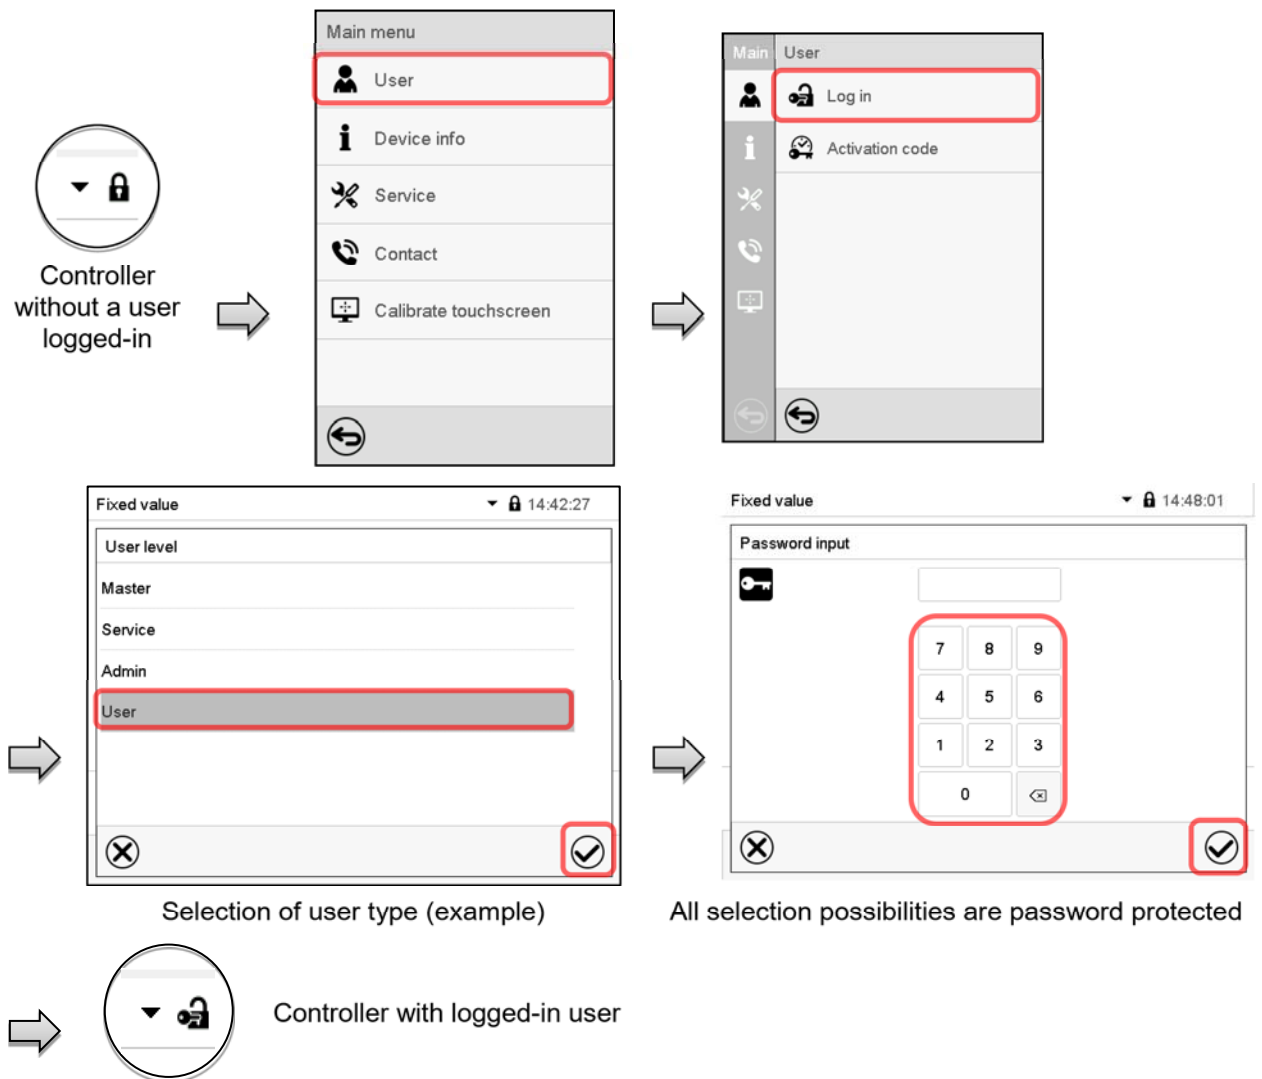 Controller
without a user
logged-in
Main menu
User
Device info
Service
Contact
Calibrate touchscreen
Main
User
Log in
Activation code
Fixed value
14:42:27
User level
Master
Service
Admin
User
Selection of user type (example)
Fixed value
14:48:01
Password input
7 8 9
4 5 6
1 2 3
0
All selection possibilities are password protected
Controller with logged-in user